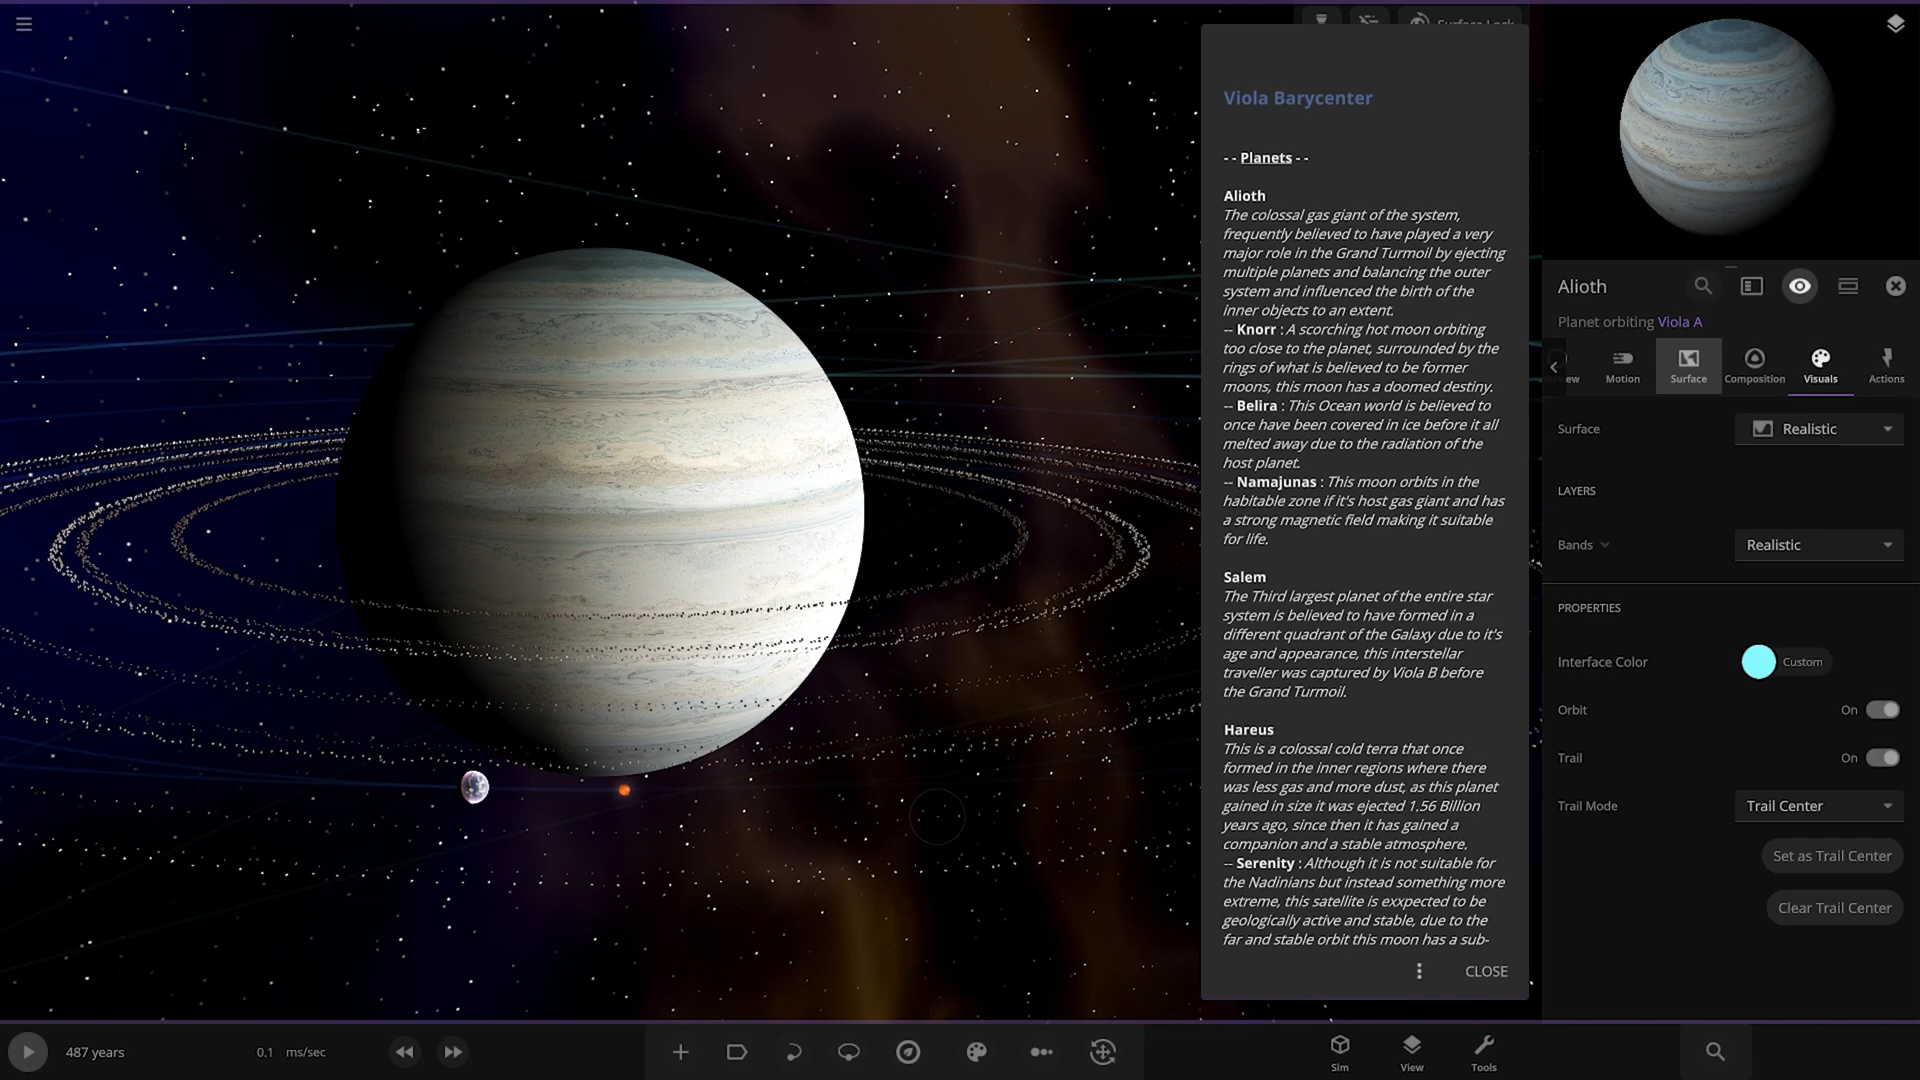 Surface Lock
Viola Barycenter
- - Planets - -
Alioth
The colossal gas giant of the system,
frequently believed to have played a very
major role in the Grand Turmoil by ejecting
multiple planets and balancing the outer
system and influenced the birth of the
inner objects to an extent.
-- Knorr : A scorching hot moon orbiting
too close to the planet, surrounded by the
rings of what is believed to be former
moons, this moon has a doomed destiny.
-- Belira : This Ocean world is believed to
once have been covered in ice before it all
melted away due to the radiation of the
host planet.
-- Namajunas : This moon orbits in the
habitable zone if it's host gas giant and has
a strong magnetic field making it suitable
for life.
Salem
The Third largest planet of the entire star
system is believed to have formed in a
different quadrant of the Galaxy due to it's
age and appearance, this interstellar
traveller was captured by Viola B before
the Grand Turmoil.
Hareus
This is a colossal cold terra that once
formed in the inner regions where there
was less gas and more dust, as this planet
gained in size it was ejected 1.56 Billion
years ago, since then it has gained a
companion and a stable atmosphere.
-- Serenity : Although it is not suitable for
the Nadinians but instead something more
extreme, this satellite is exxpected to be
geologically active and stable, due to the
far and stable orbit this moon has a sub-
CLOSE
Alioth
Planet orbiting Viola A
ew Motion Surface Composition Visuals Actions
Surface Realistic
LAYERS
Bands Realistic
PROPERTIES
Interface Color Custom
Orbit On
Trail On
Trail Mode Trail Center
Set as Trail Center
Clear Trail Center
487 years 0.1 ms/sec
Sim View Tools